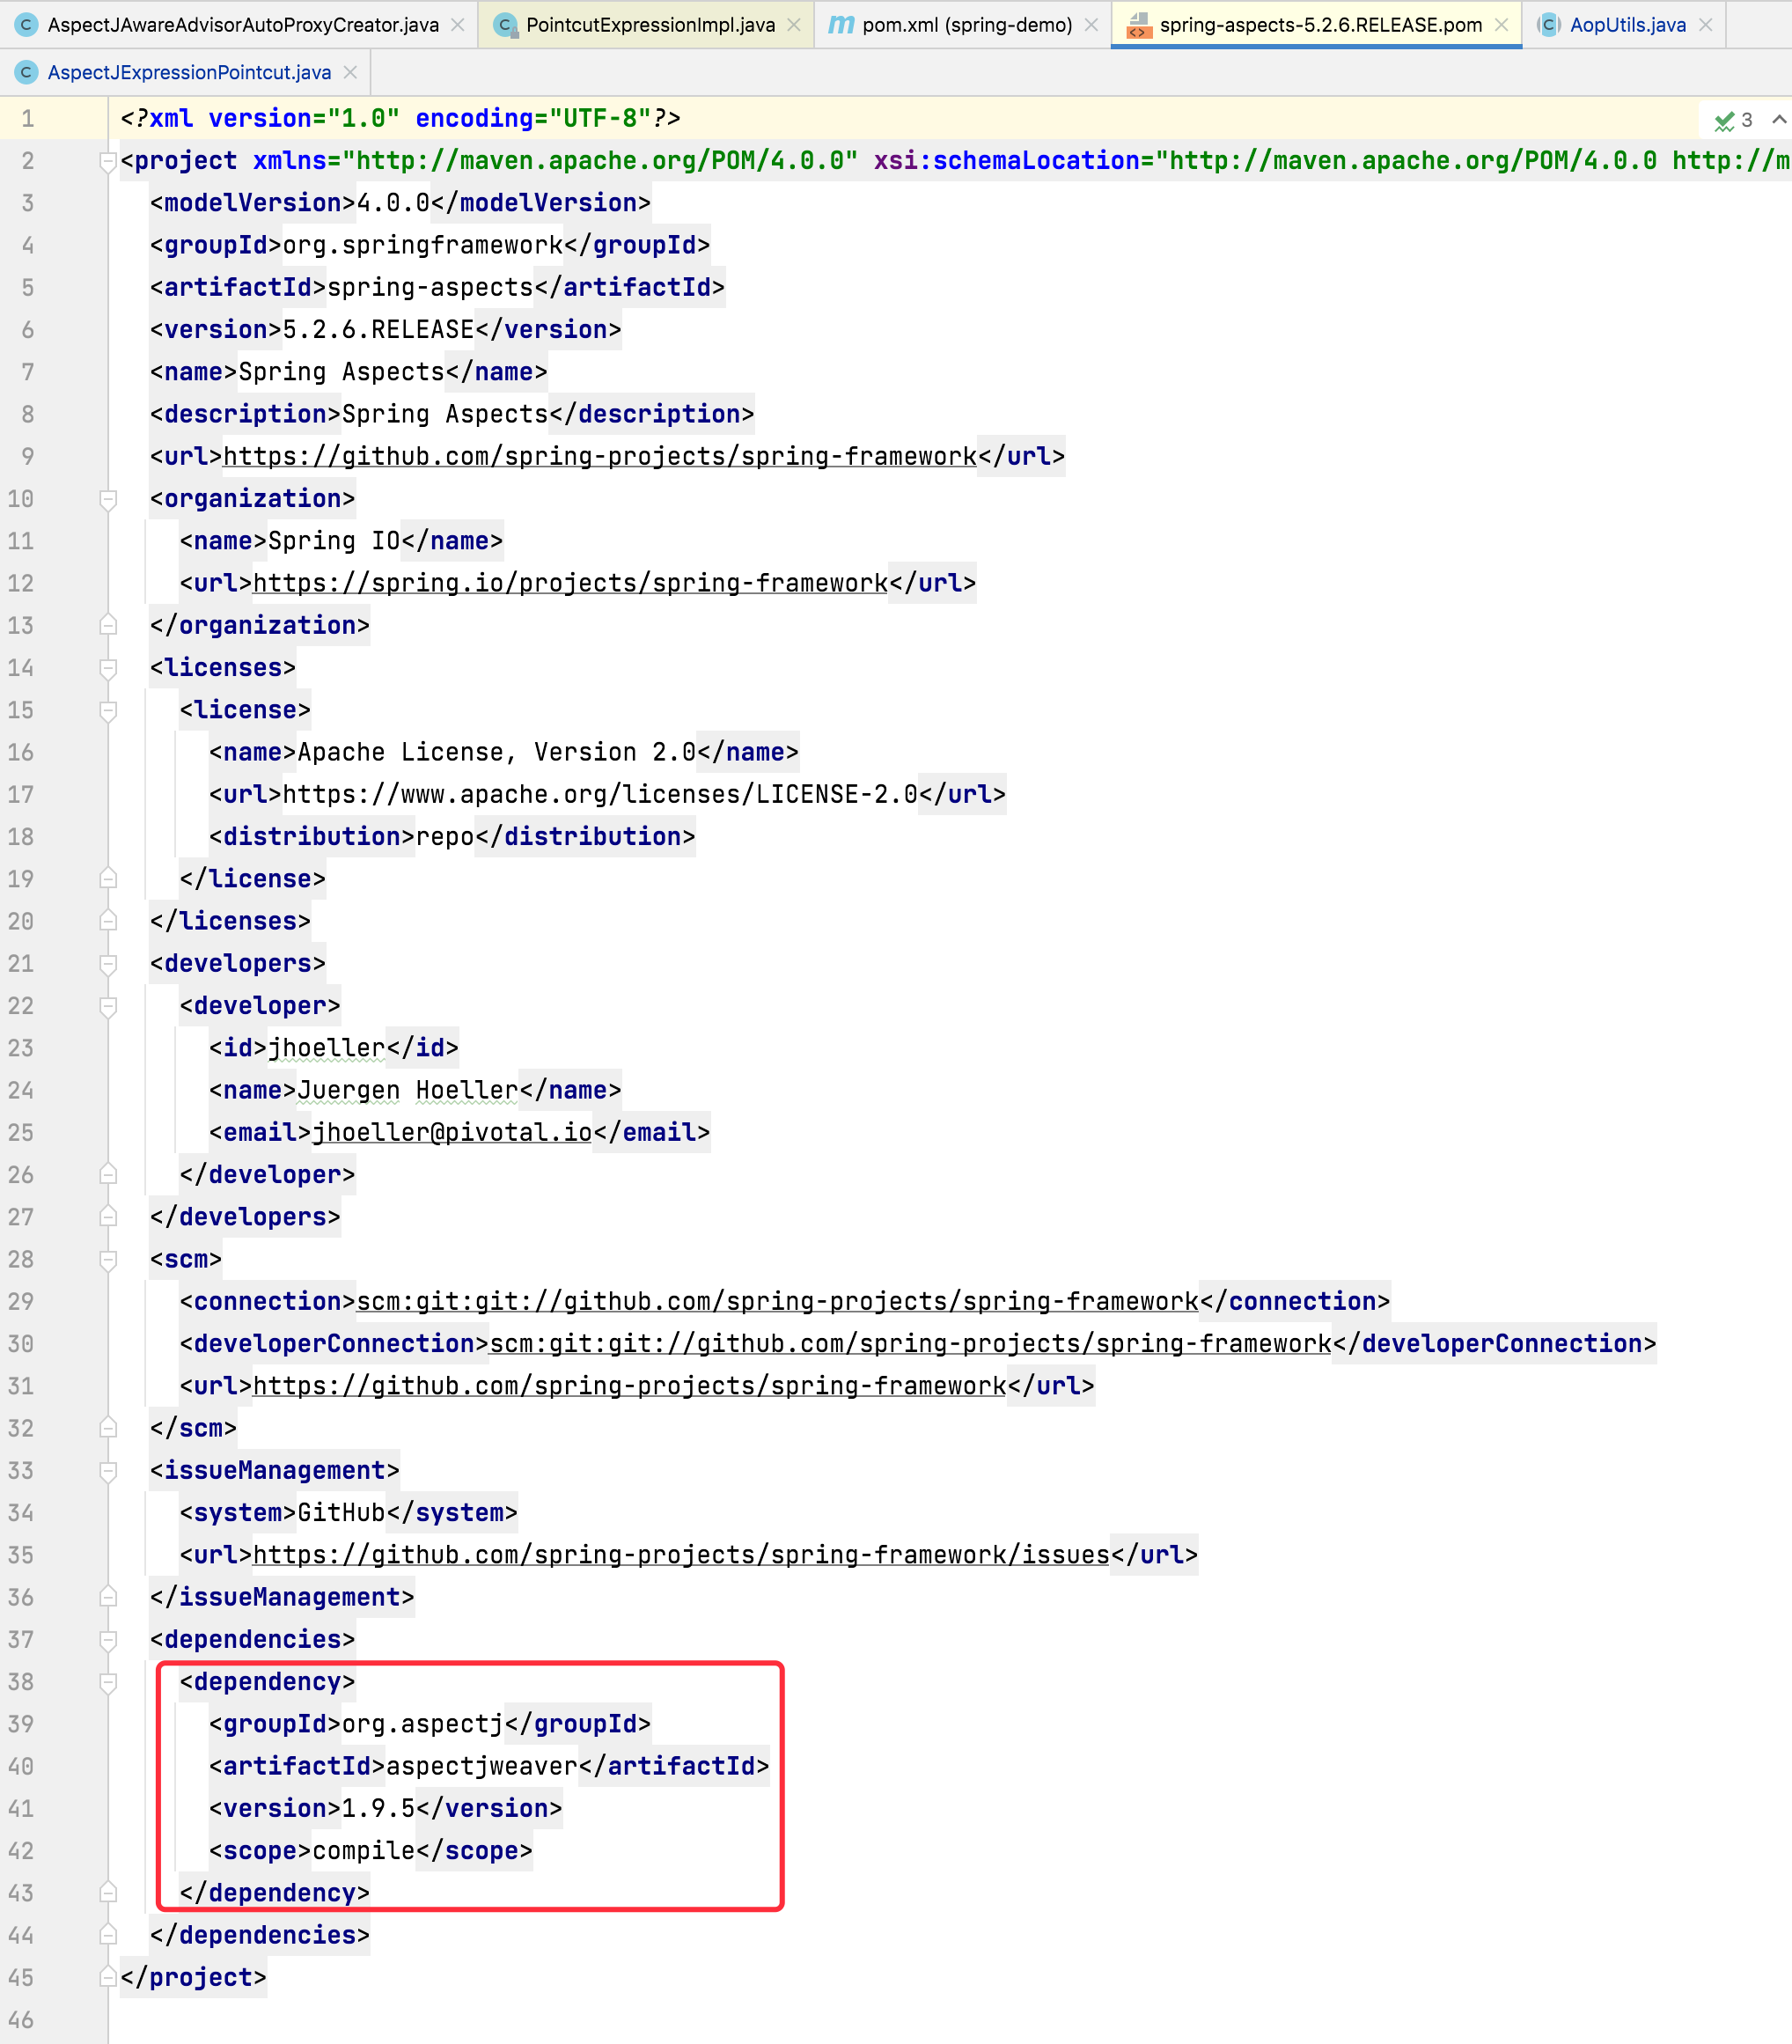 AspectJAwareAdvisorAutoProxyCreator.java PointcutExpressionImpl.java pom.xml (spring-demo) spring-aspects-5.2.6.RELEASE.pom AopUtils.java
AspectJExpressionPointcut.java
1 <?xml version="1.0" encoding="UTF-8"?> 3
2 <project xmlns="http://maven.apache.org/POM/4.0.0" xsi:schemaLocation="http://maven.apache.org/POM/4.0.0 http://m
3 <modelVersion>4.0.0</modelVersion>
4 <groupId>org.springframework</groupId>
5 <artifactId>spring-aspects</artifactId>
6 <version>5.2.6.RELEASE</version>
7 <name>Spring Aspects</name>
8 <description>Spring Aspects</description>
9 <url>https://github.com/spring-projects/spring-framework</url>
10 <organization>
11 <name>Spring IO</name>
12 <url>https://spring.io/projects/spring-framework</url>
13 </organization>
14 <licenses>
15 <license>
16 <name>Apache License, Version 2.0</name>
17 <url>https://www.apache.org/licenses/LICENSE-2.0</url>
18 <distribution>repo</distribution>
19 </license>
20 </licenses>
21 <developers>
22 <developer>
23 <id>jhoeller</id>
24 <name>Juergen Hoeller</name>
25 <email>jhoeller@pivotal.io</email>
26 </developer>
27 </developers>
28 <scm>
29 <connection>scm:git:git://github.com/spring-projects/spring-framework</connection>
30 <developerConnection>scm:git:git://github.com/spring-projects/spring-framework</developerConnection>
31 <url>https://github.com/spring-projects/spring-framework</url>
32 </scm>
33 <issueManagement>
34 <system>GitHub</system>
35 <url>https://github.com/spring-projects/spring-framework/issues</url>
36 </issueManagement>
37 <dependencies>
38 <dependency>
39 <groupId>org.aspectj</groupId>
40 <artifactId>aspectjweaver</artifactId>
41 <version>1.9.5</version>
42 <scope>compile</scope>
43 </dependency>
44 </dependencies>
45 </project>
46